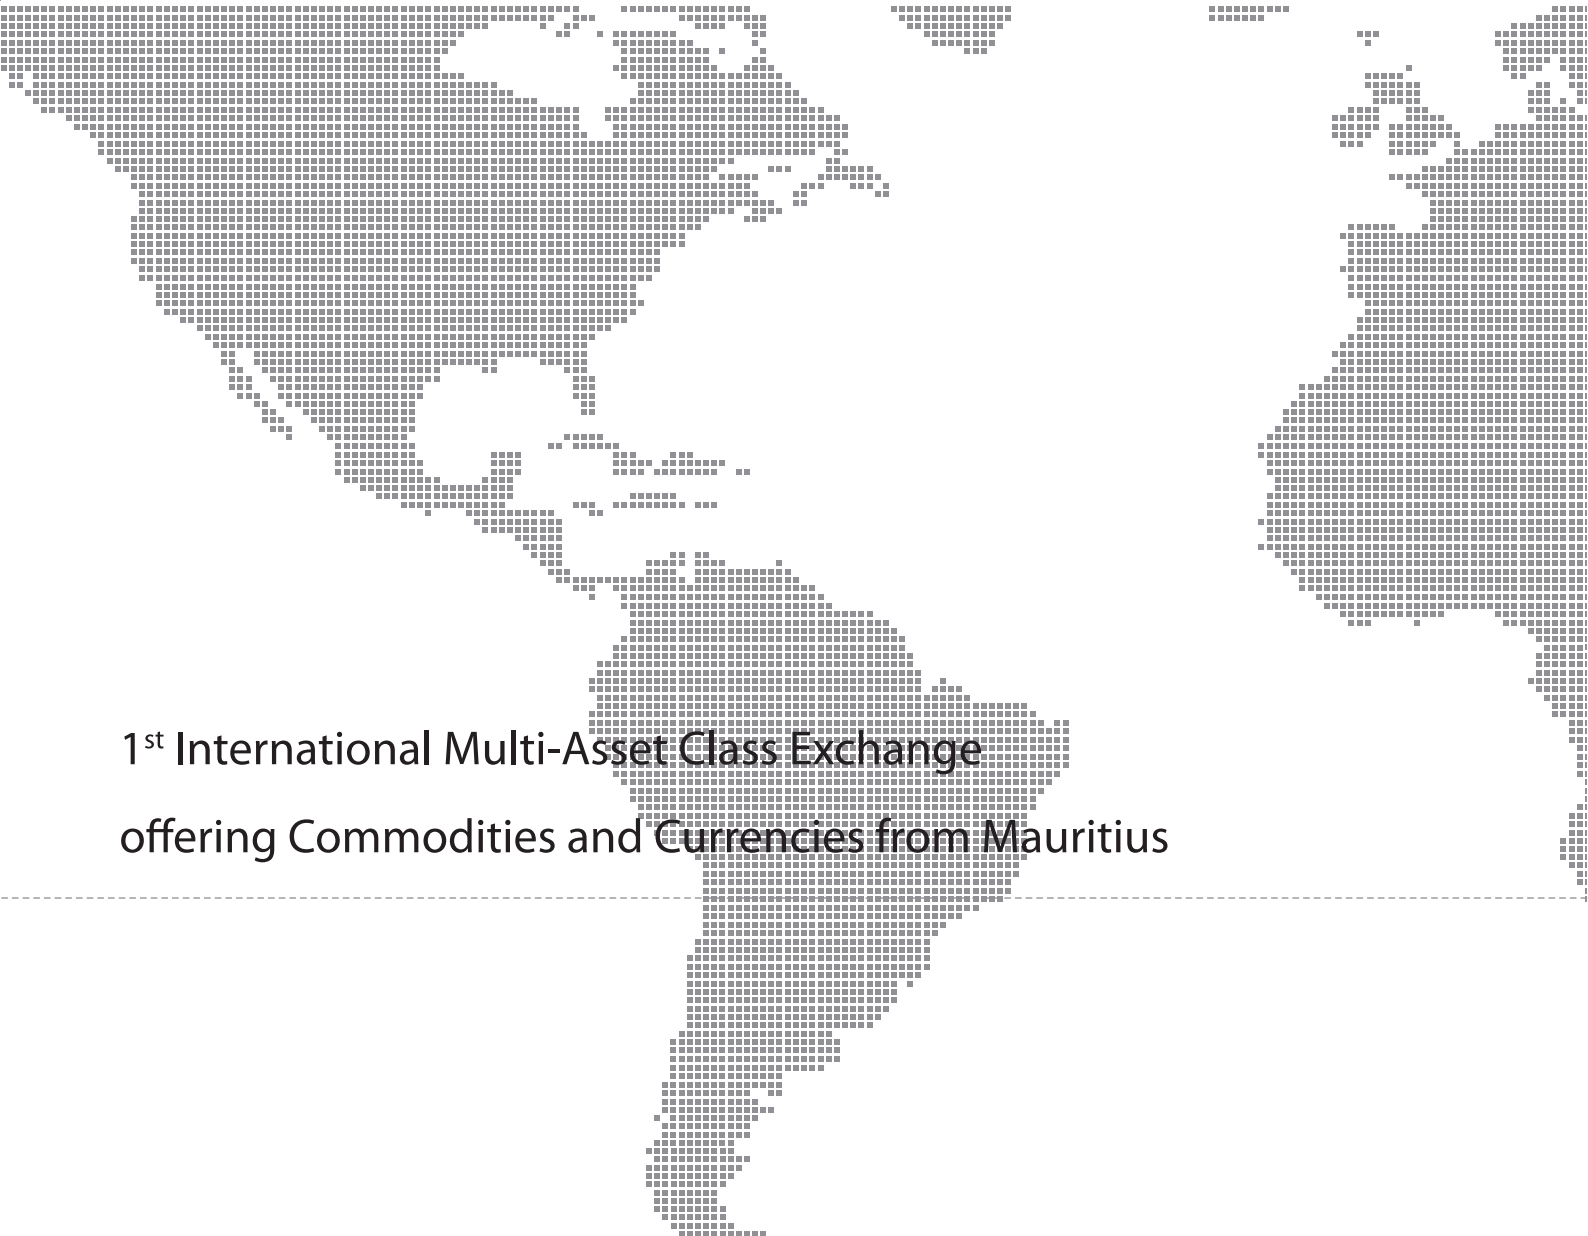 1st International Multi-Asset Class Exchange
offering Commodities and Currencies from Mauritius